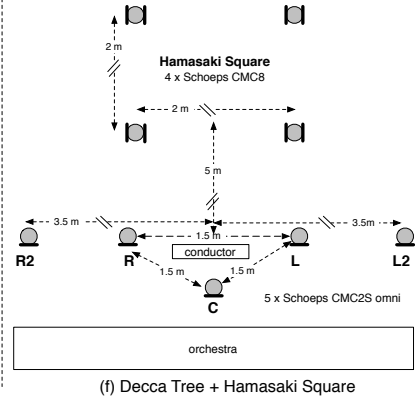 2 m
Hamasaki Square
4 x Schoeps CMC8
2 m
5 m
3.5 m
3.5m
1.5 m
R2
R
conductor
L
L2
1.5 m
1.5 m
C
5 x Schoeps CMC2S omni
orchestra
(f) Decca Tree + Hamasaki Square